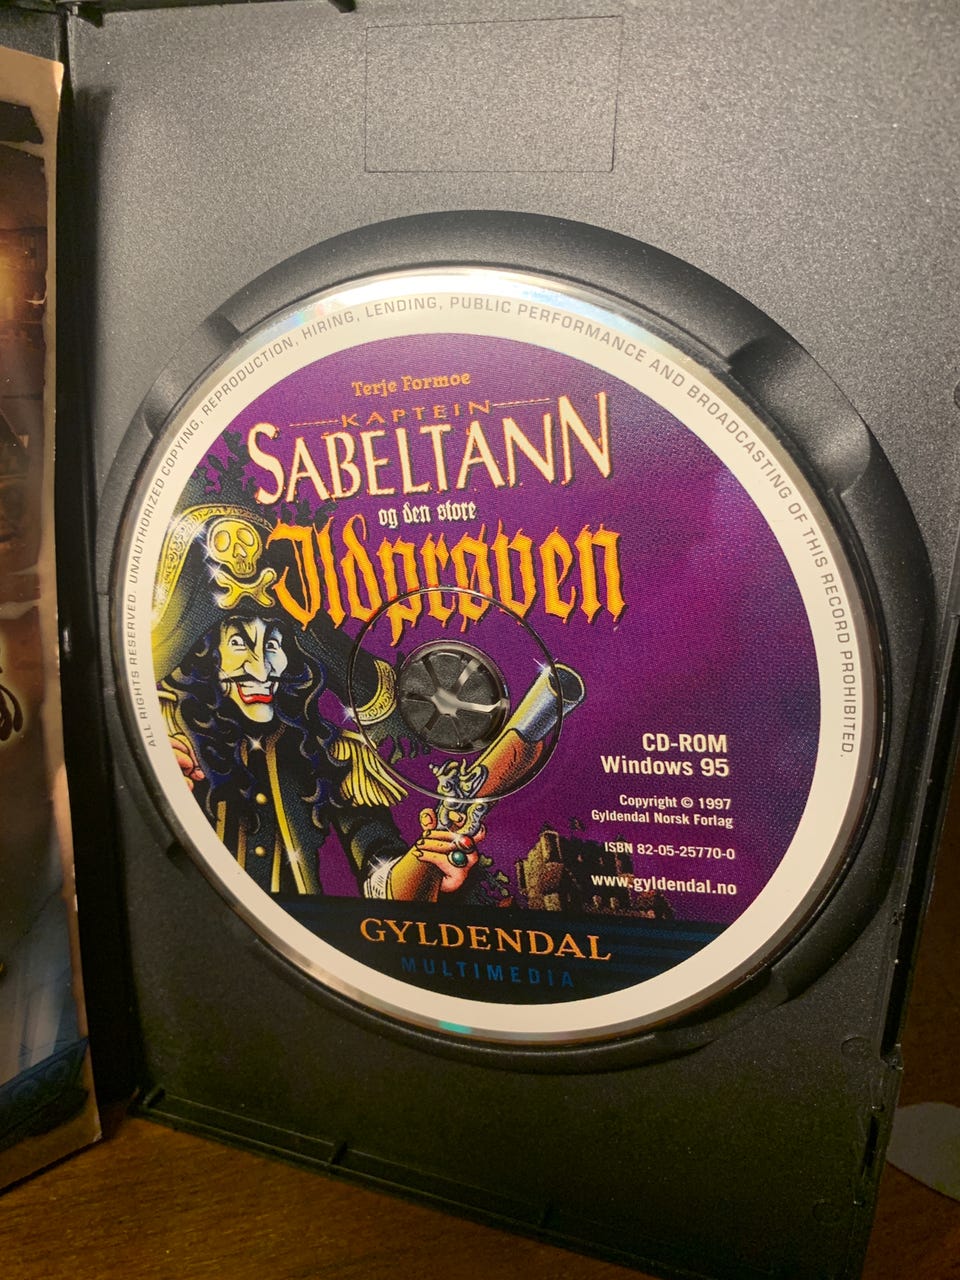 ALL RIGHTS RESERVED. UNAUTHORIZED COPYING, REPRODUCTION, HIRING, LENDING, PUBLIC PERFORMANCE AND BROADCASTING OF THIS RECORD PROHIBITED.
Terje Formoe
KAPTEIN
SABELTANN
og den store
Ildprøven
CD-ROM
Windows 95
Copyright © 1997
Gyldendal Norsk Forlag
ISBN 82-05-25770-0
www.gyldendal.no
GYLDENDAL
MULTIMEDIA